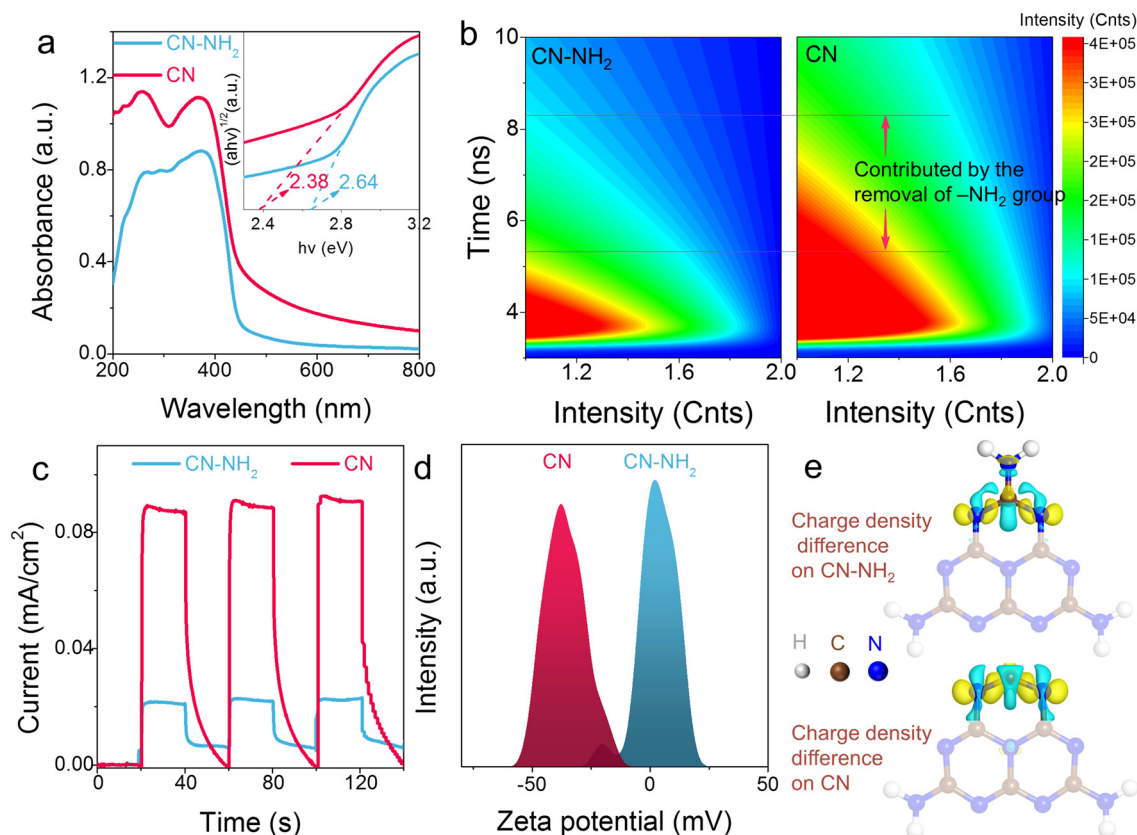 a
CN-NH₂
CN
Absorbance (a.u.)
1.2
0.8
0.4
0.0
200
400
600
800
Wavelength (nm)
(ahv)^1/2 (a.u.)
2.38
2.64
2.4
2.8
3.2
hv (eV)
b
Time (ns)
10
8
6
4
CN-NH₂
1.2
1.6
2.0
Intensity (Cnts)
CN
Contributed by the
removal of –NH₂ group
1.2
1.6
2.0
Intensity (Cnts)
Intensity (Cnts)
4E+05
4E+05
3E+05
3E+05
2E+05
2E+05
1E+05
1E+05
5E+04
0
c
CN-NH₂
CN
Current (mA/cm²)
0.08
0.04
0.00
0
40
80
120
Time (s)
d
CN
CN-NH₂
Intensity (a.u.)
-50
0
50
Zeta potential (mV)
e
Charge density
difference
on CN-NH₂
H
C
N
Charge density
difference
on CN